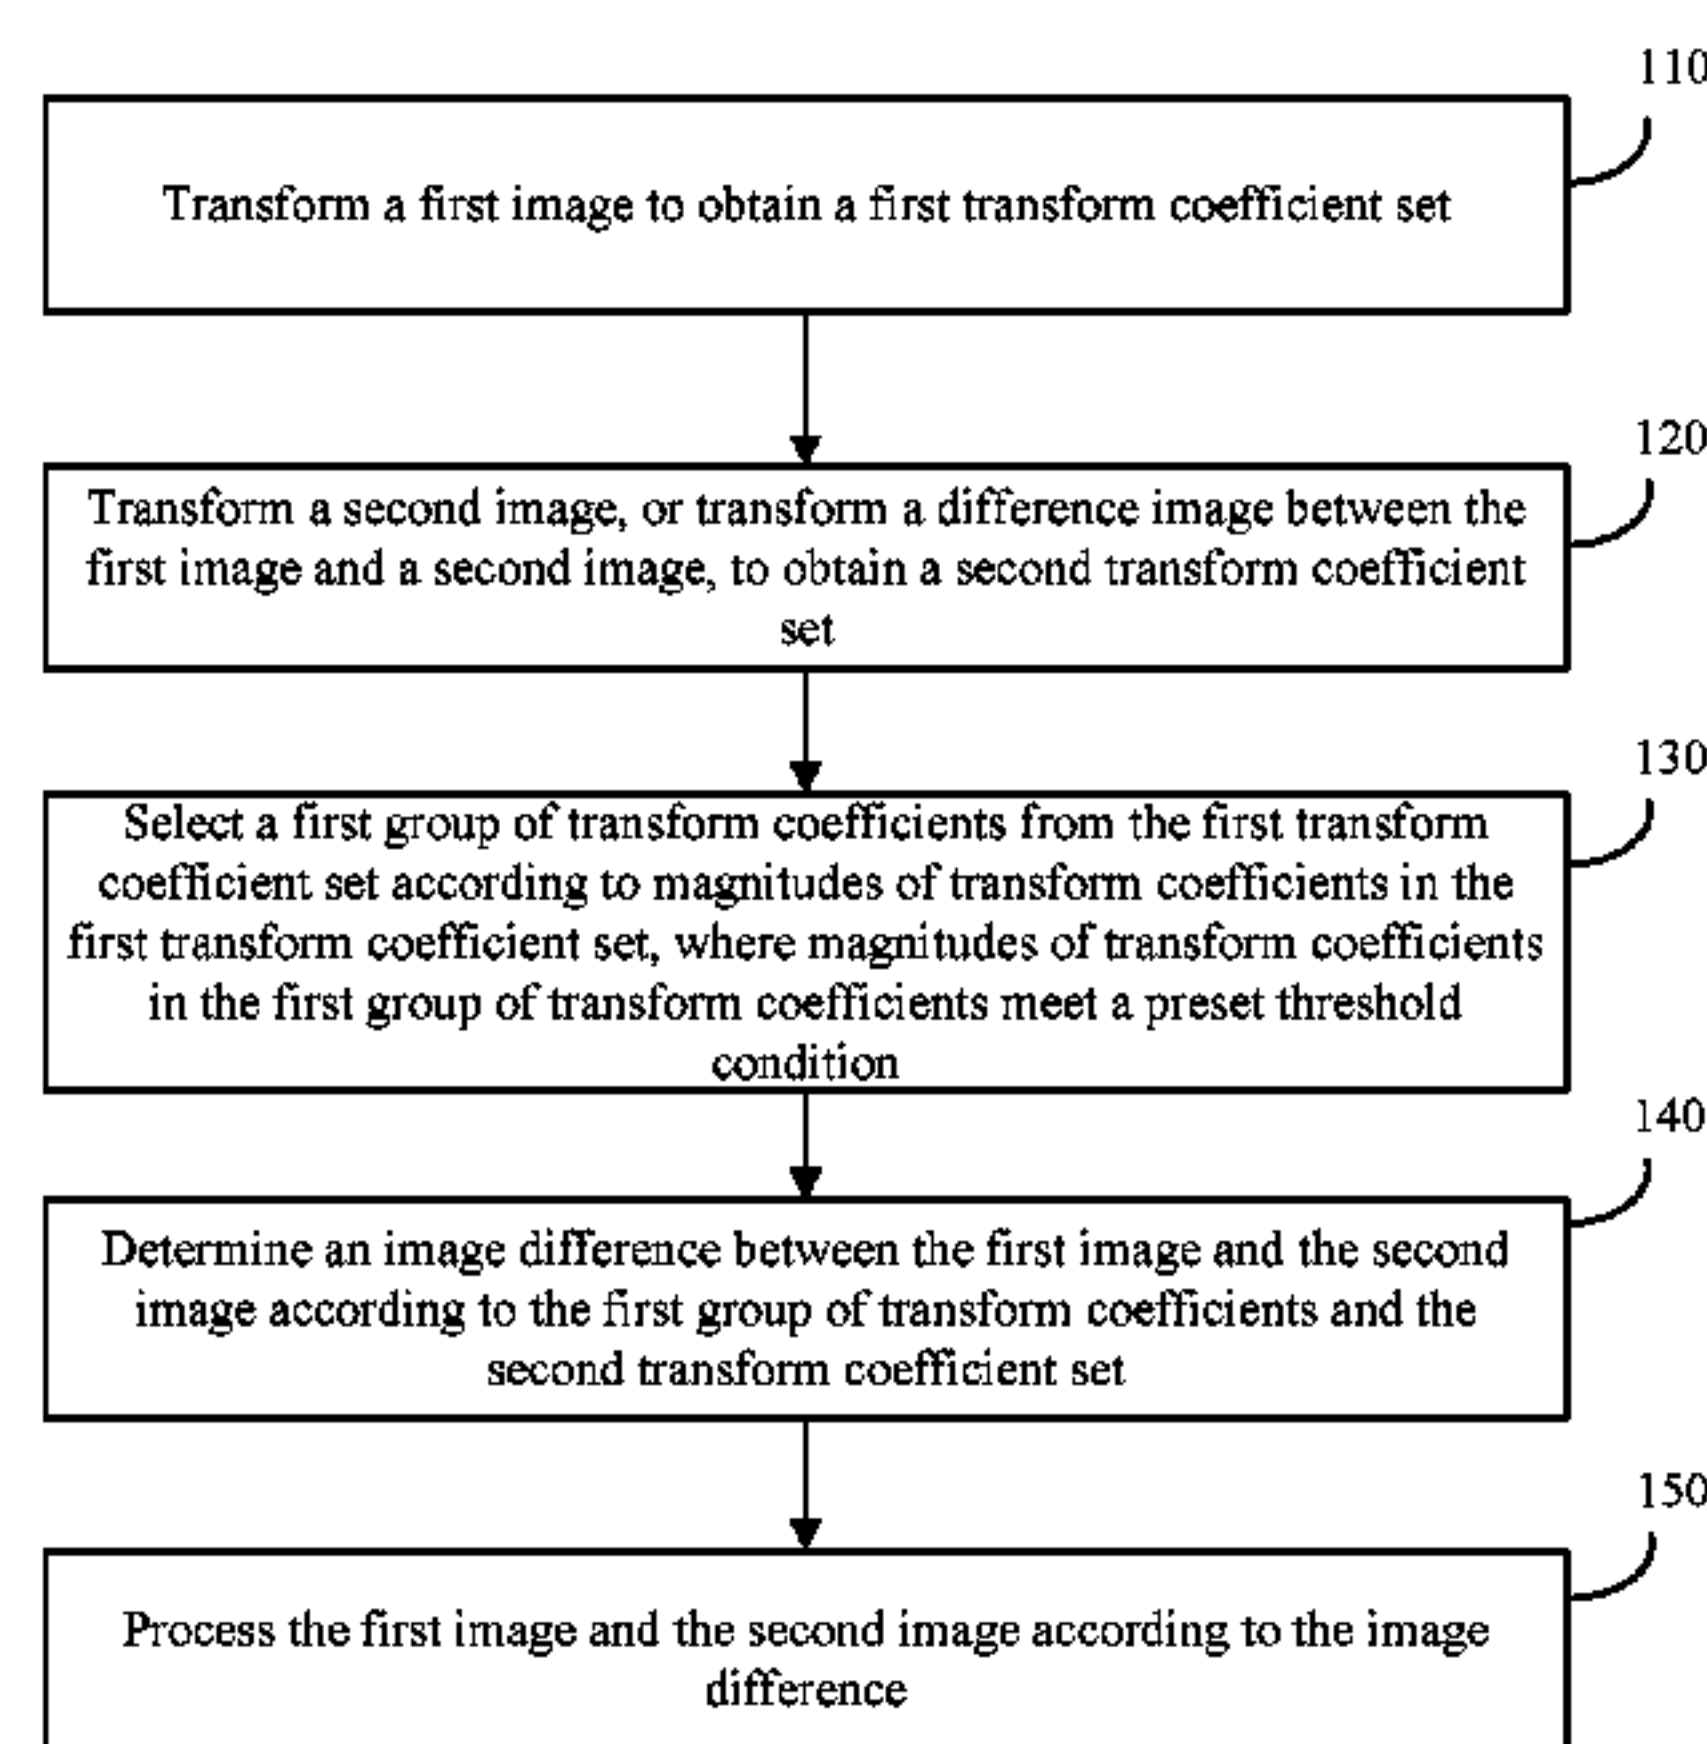 110
Transform a first image to obtain a first transform coefficient set
120
Transform a second image, or transform a difference image between the
first image and a second image, to obtain a second transform coefficient
set
130
Select a first group of transform coefficients from the first transform
coefficient set according to magnitudes of transform coefficients in the
first transform coefficient set, where magnitudes of transform coefficients
in the first group of transform coefficients meet a preset threshold
condition
140
Determine an image difference between the first image and the second
image according to the first group of transform coefficients and the
second transform coefficient set
150
Process the first image and the second image according to the image
difference